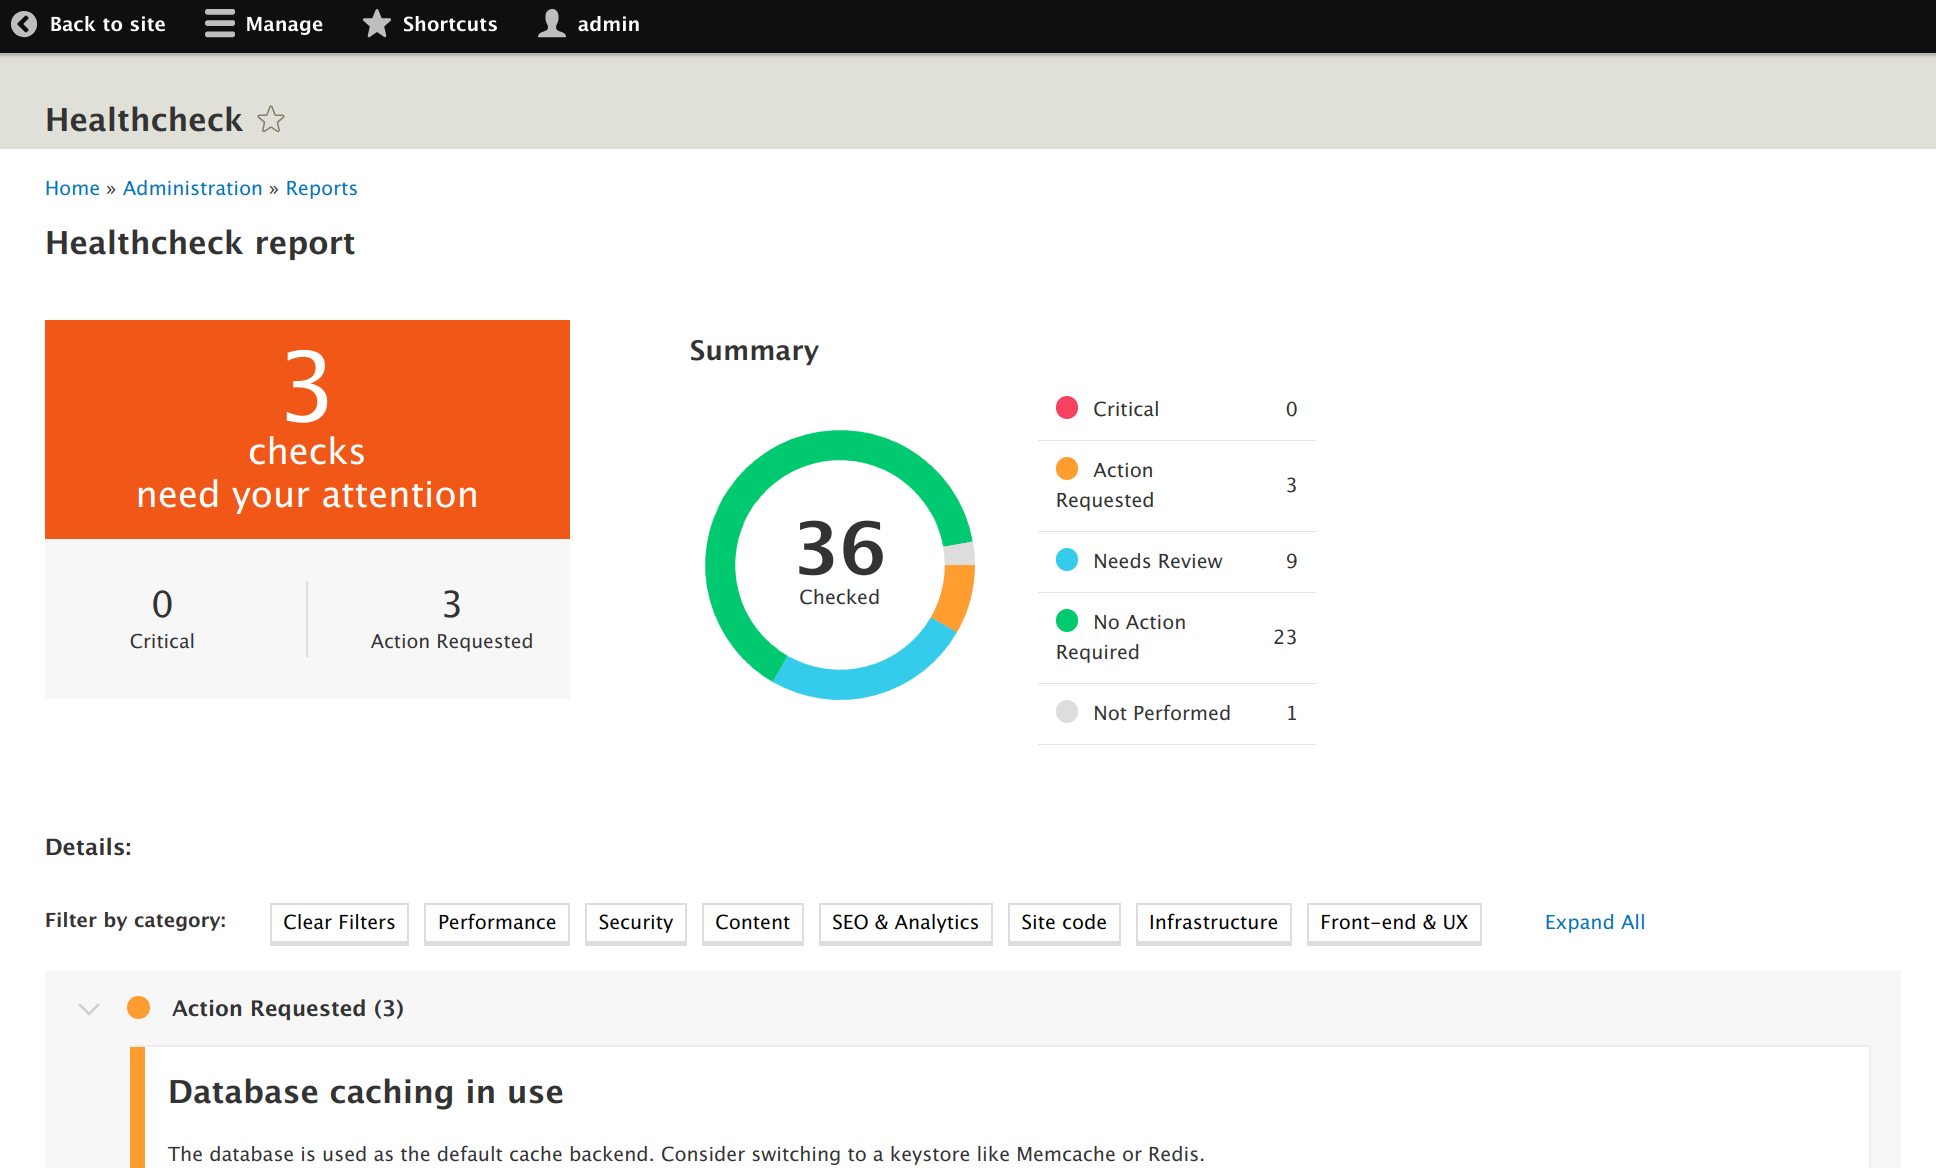 Back to site Manage Shortcuts admin
Healthcheck
Home » Administration » Reports
Healthcheck report
3
checks
need your attention
0
Critical
3
Action Requested
Summary
36
Checked
Critical 0
Action
Requested 3
Needs Review 9
No Action
Required 23
Not Performed 1
Details:
Filter by category: Clear Filters Performance Security Content SEO & Analytics Site code Infrastructure Front-end & UX Expand All
Action Requested (3)
Database caching in use
The database is used as the default cache backend. Consider switching to a keystore like Memcache or Redis.